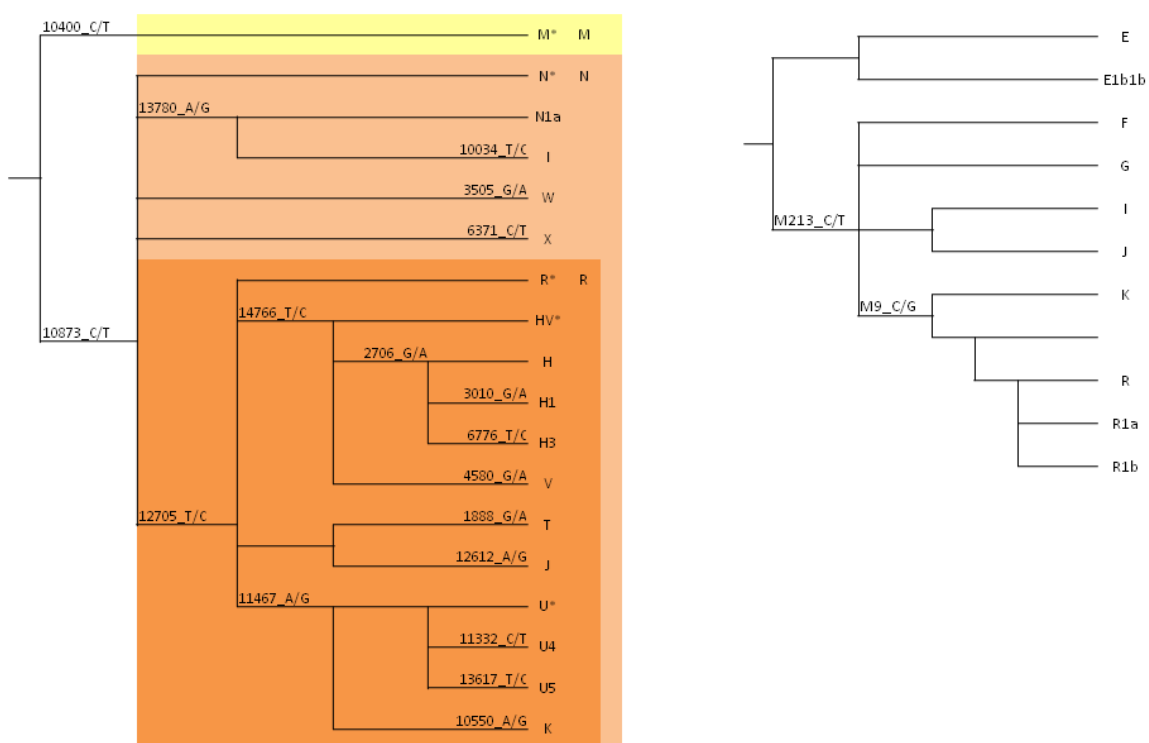 10400_C/T
M* M
N* N
13780_A/G
N1a
10034_T/C I
3505_G/A W
6371_C/T X
R* R
14766_T/C
HV*
10873_C/T
2706_G/A
H
3010_G/A H1
6776_T/C H3
4580_G/A V
12705_T/C
1888_G/A T
12612_A/G J
11467_A/G
U*
11332_C/T U4
13617_T/C U5
10550_A/G K
E
E1b1b
F
G
I
M213_C/T
J
K
M9_C/G
R
R1a
R1b